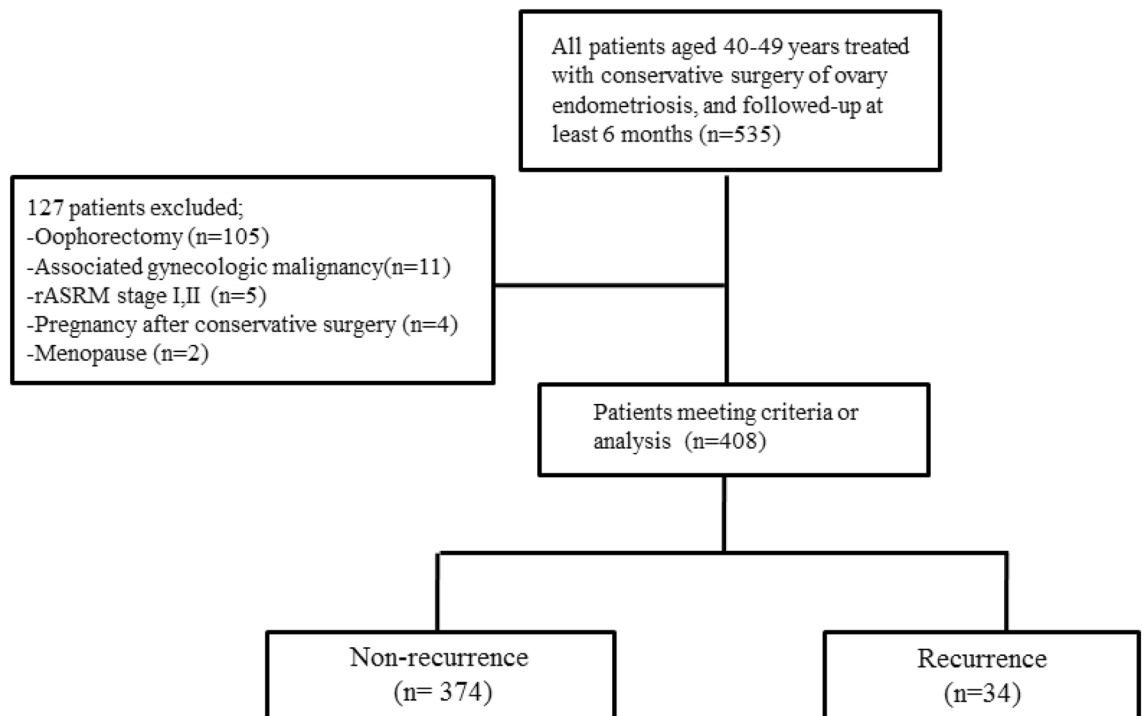 All patients aged 40-49 years treated
with conservative surgery of ovary
endometriosis, and followed-up at
least 6 months (n=535)
127 patients excluded;
-Oophorectomy (n=105)
-Associated gynecologic malignancy(n=11)
-rASRM stage I,II (n=5)
-Pregnancy after conservative surgery (n=4)
-Menopause (n=2)
Patients meeting criteria or
analysis (n=408)
Non-recurrence
(n= 374)
Recurrence
(n=34)